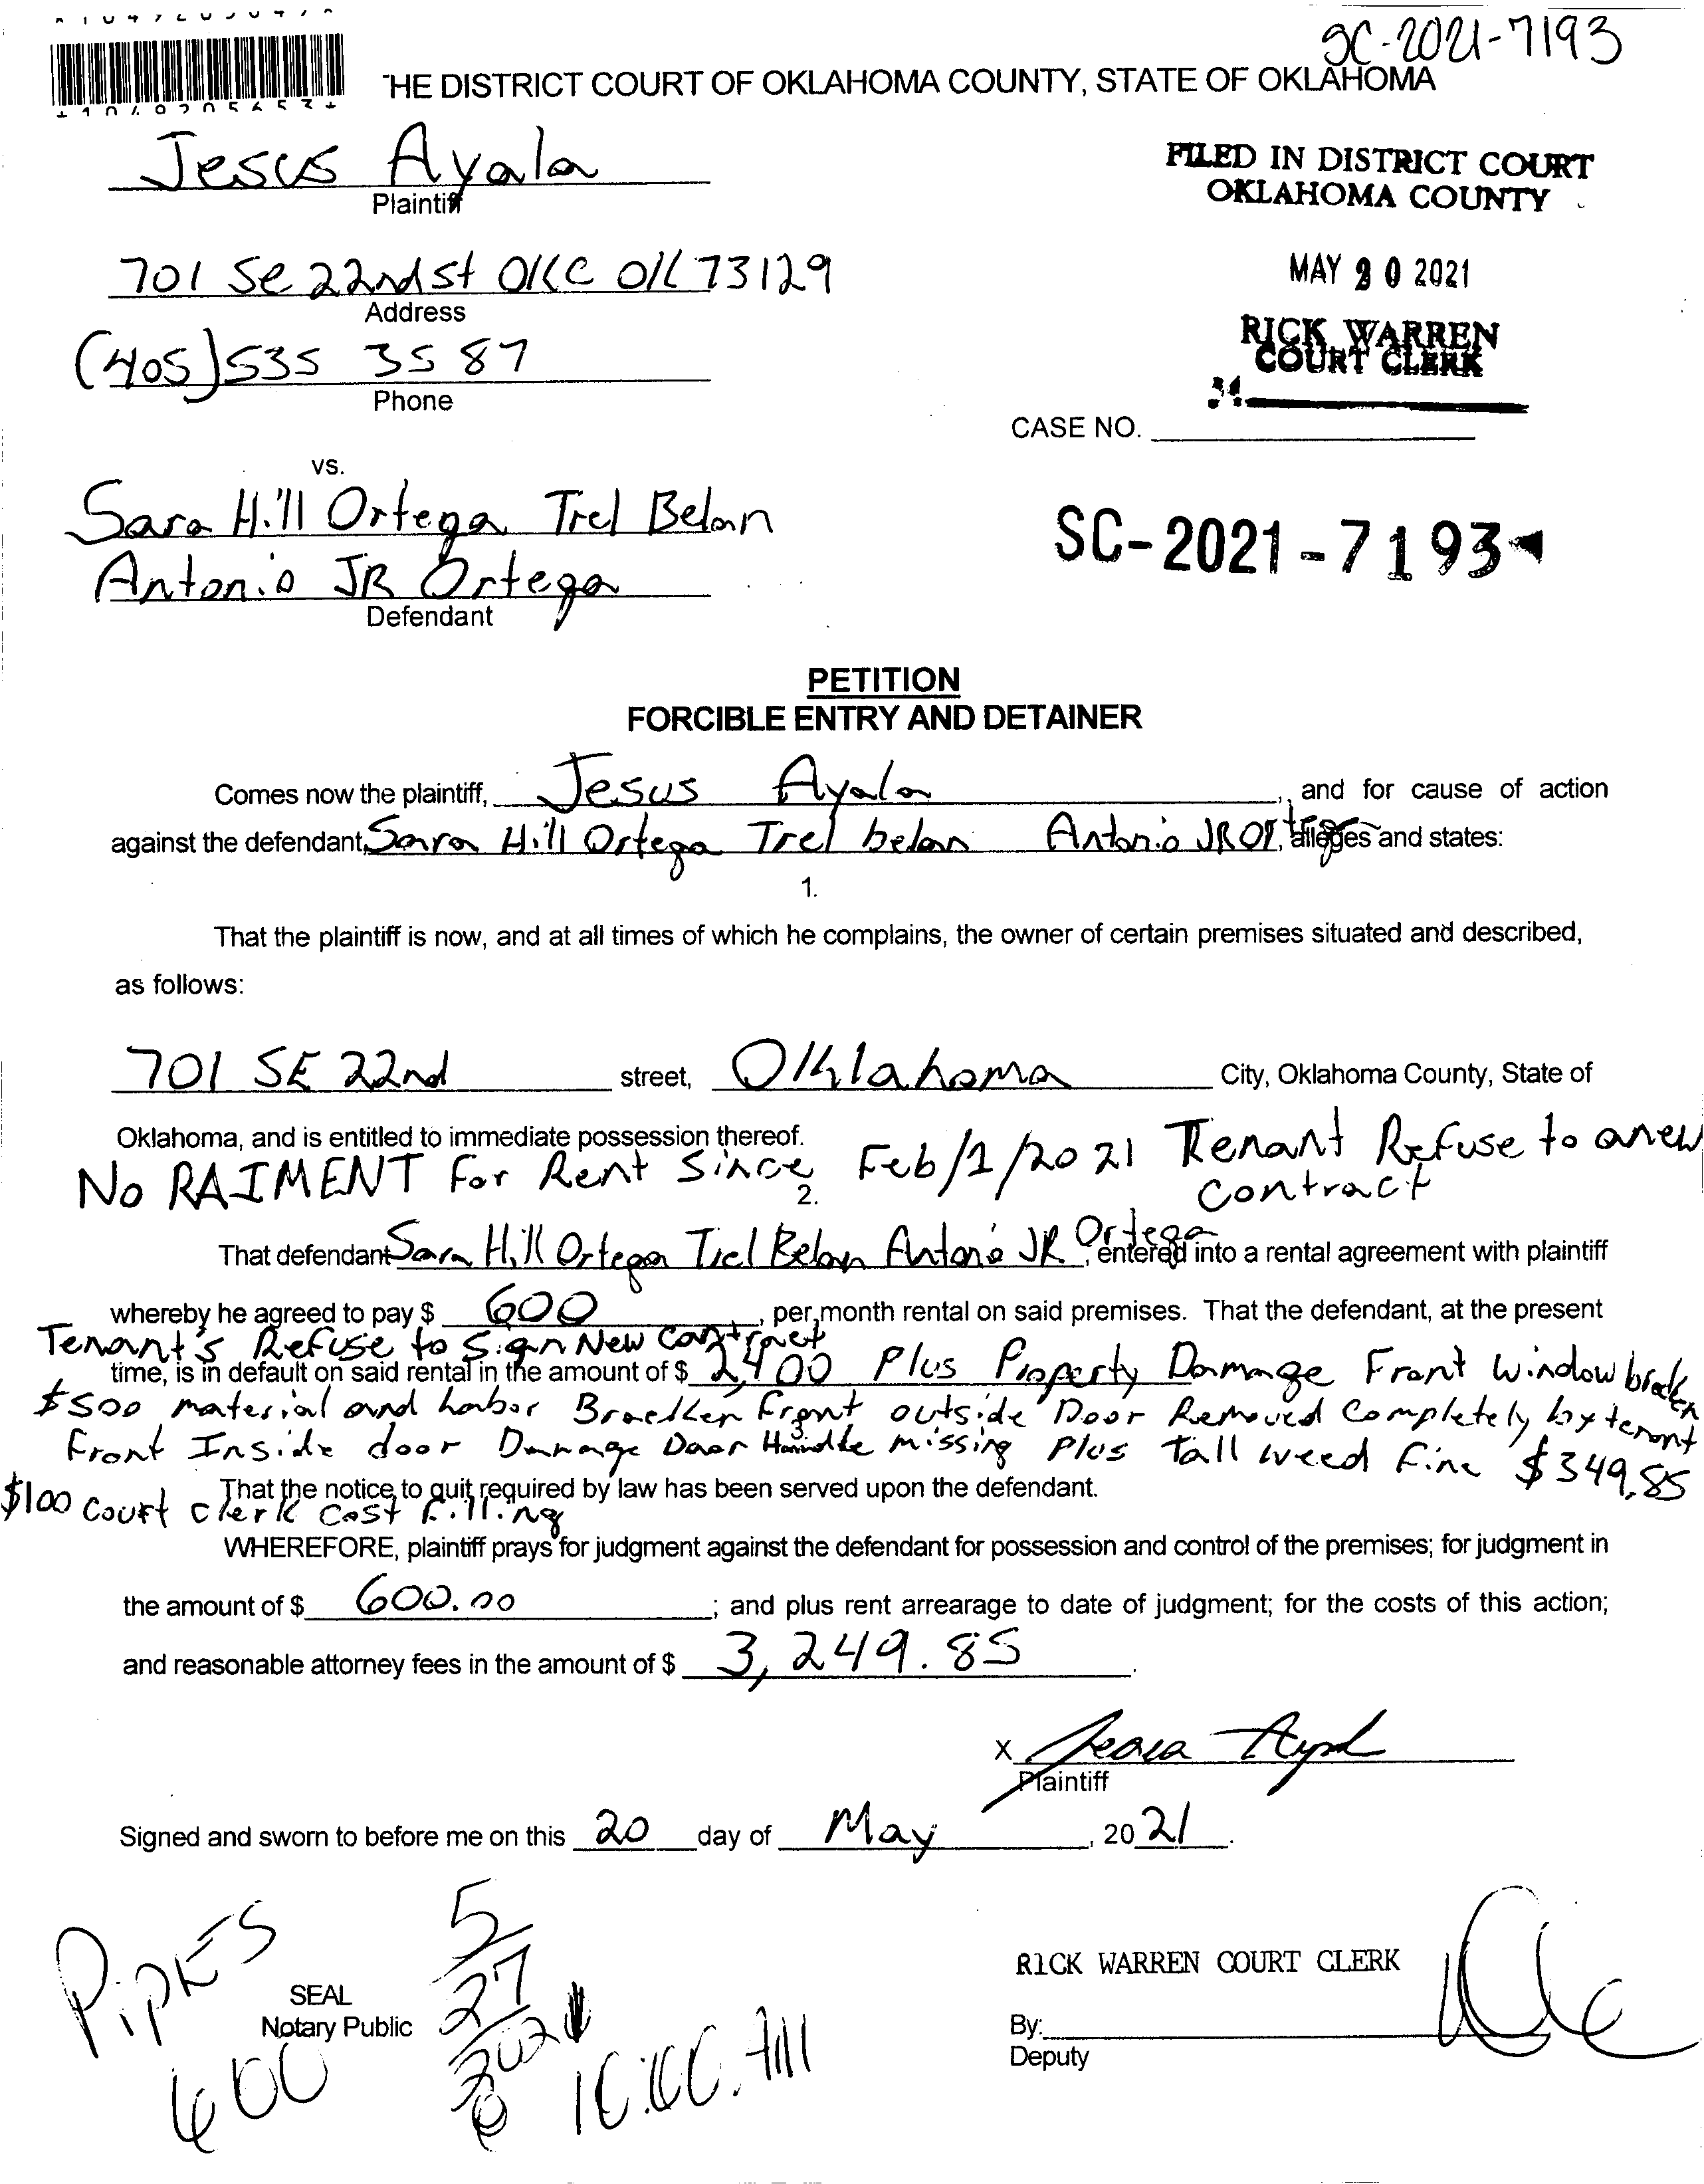 SC-2021-7193
THE DISTRICT COURT OF OKLAHOMA COUNTY, STATE OF OKLAHOMA
Jesus Ayala
Plaintiff
FILED IN DISTRICT COURT
OKLAHOMA COUNTY
701 Se 22nd st OKC OK 73129
Address
MAY 20 2021
RICK WARREN
COURT CLERK
(405) 535 3587
Phone
CASE NO.
vs.
Sara Hill Ortega Trel Belan
Antonio JR Ortega
Defendant
SC-2021-7193
PETITION
FORCIBLE ENTRY AND DETAINER
Comes now the plaintiff, Jesus Ayala, and for cause of action
against the defendant, Sara Hill Ortega Trel belan Antonio JR Ortega, alleges and states:
1.
That the plaintiff is now, and at all times of which he complains, the owner of certain premises situated and described,
as follows:
701 SE 22nd street, Oklahoma City, Oklahoma County, State of
Oklahoma, and is entitled to immediate possession thereof.
No RAIMENT For Rent Since Feb/1/2021 Tenant Refuse to a new
contract
2.
That defendant Sara Hill Ortega Trel Belan Antonio JR Ortega, entered into a rental agreement with plaintiff
whereby he agreed to pay $ 600, per month rental on said premises. That the defendant, at the present
Tenant's Refuse to Sign New contract
time, is in default on said rental in the amount of $ 2,400 Plus Property Damage Front window brocken
$500 material and habor Brocken Front outside Door Removed Completely by tenant
3.
Front Inside door Damage Door Handle missing Plus tall weed Fine $349.85
That the notice to quit required by law has been served upon the defendant.
$100 court clerk cost Filling
WHEREFORE, plaintiff prays for judgment against the defendant for possession and control of the premises; for judgment in
the amount of $ 600.00; and plus rent arrearage to date of judgment; for the costs of this action;
and reasonable attorney fees in the amount of $ 3,249.85.
X
Plaintiff
Signed and sworn to before me on this 20 day of May, 2021.
PipKES
5/27/2021
SEAL
Notary Public
600
10:00 AM
RICK WARREN COURT CLERK
By:
Deputy